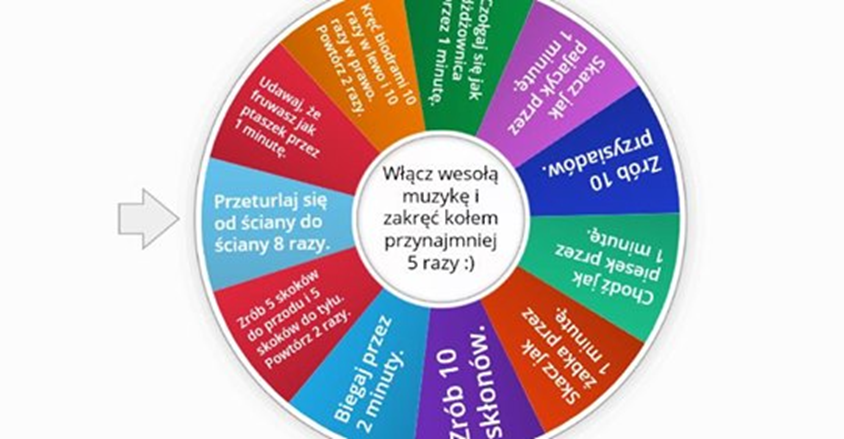 Włącz wesołą
muzykę i
zakręć kołem
przynajmniej
5 razy :)
Przeturlaj się
od ściany do
ściany 8 razy.
Udawaj, że
fruwasz jak
ptaszek przez
1 minutę.
Kręć biodrami 10
razy w lewo i 10
razy w prawo.
Powtórz 2 razy.
Czołgaj się jak
dżdżownica
przez 1 minutę.
Skacz jak
pajacyk przez
1 minutę.
Zrób 10
przysiadów.
Chodź jak
piesek przez
1 minutę.
Skacz jak
żabka przez
1 minutę.
Zrób 10
skłonów.
Biegaj przez
2 minuty.
Zrób 5 skoków
do przodu i 5
skoków do tyłu.
Powtórz 2 razy.